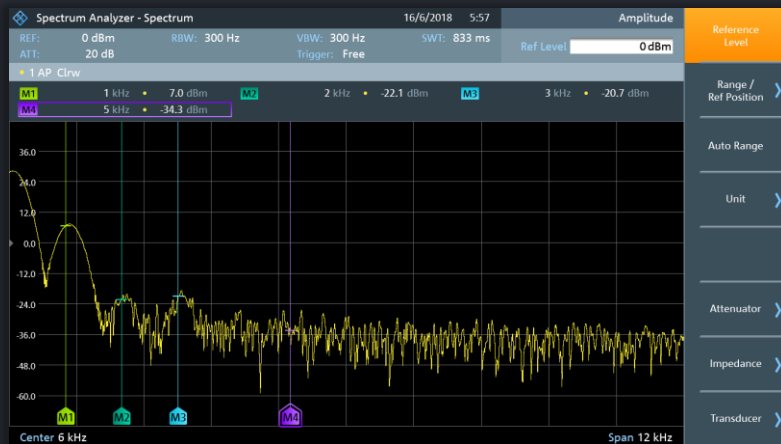 Spectrum Analyzer - Spectrum 16/6/2018 5:57 Amplitude
REF: 0 dBm RBW: 300 Hz VBW: 300 Hz SWT: 833 ms
ATT: 20 dB Trigger: Free
Ref Level 0 dBm
1 AP Clrw
M1 1 kHz • 7.0 dBm M2 2 kHz • -22.1 dBm M3 3 kHz • -20.7 dBm
M4 5 kHz • -34.3 dBm
36.0
24.0
12.0
0.0
-12.0
-24.0
-36.0
-48.0
-60.0
M1 M2 M3 M4
Center 6 kHz Span 12 kHz
Reference
Level
Range /
Ref Position
Auto Range
Unit
Attenuator
Impedance
Transducer